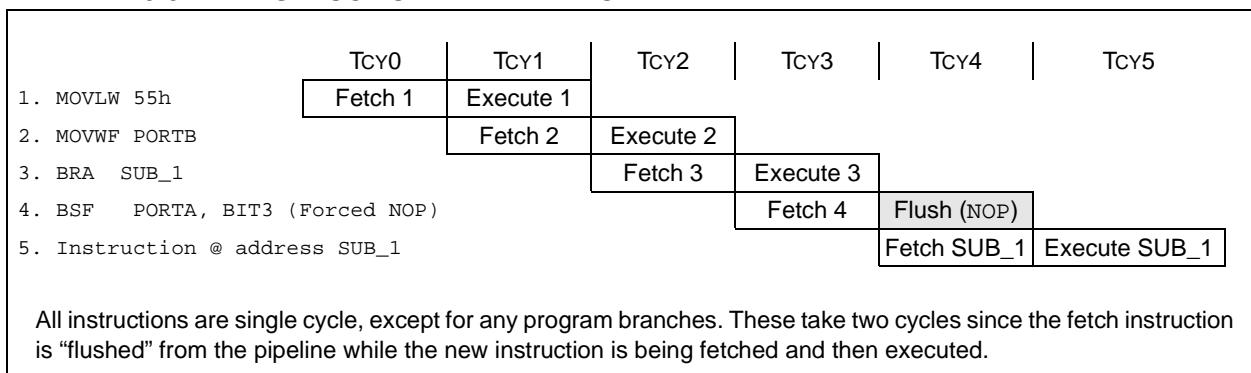 TCY0 TCY1 TCY2 TCY3 TCY4 TCY5
1. MOVLW 55h Fetch 1 Execute 1
2. MOVWF PORTB Fetch 2 Execute 2
3. BRA SUB_1 Fetch 3 Execute 3
4. BSF PORTA, BIT3 (Forced NOP) Fetch 4 Flush (NOP)
5. Instruction @ address SUB_1 Fetch SUB_1 Execute SUB_1
All instructions are single cycle, except for any program branches. These take two cycles since the fetch instruction
is “flushed” from the pipeline while the new instruction is being fetched and then executed.